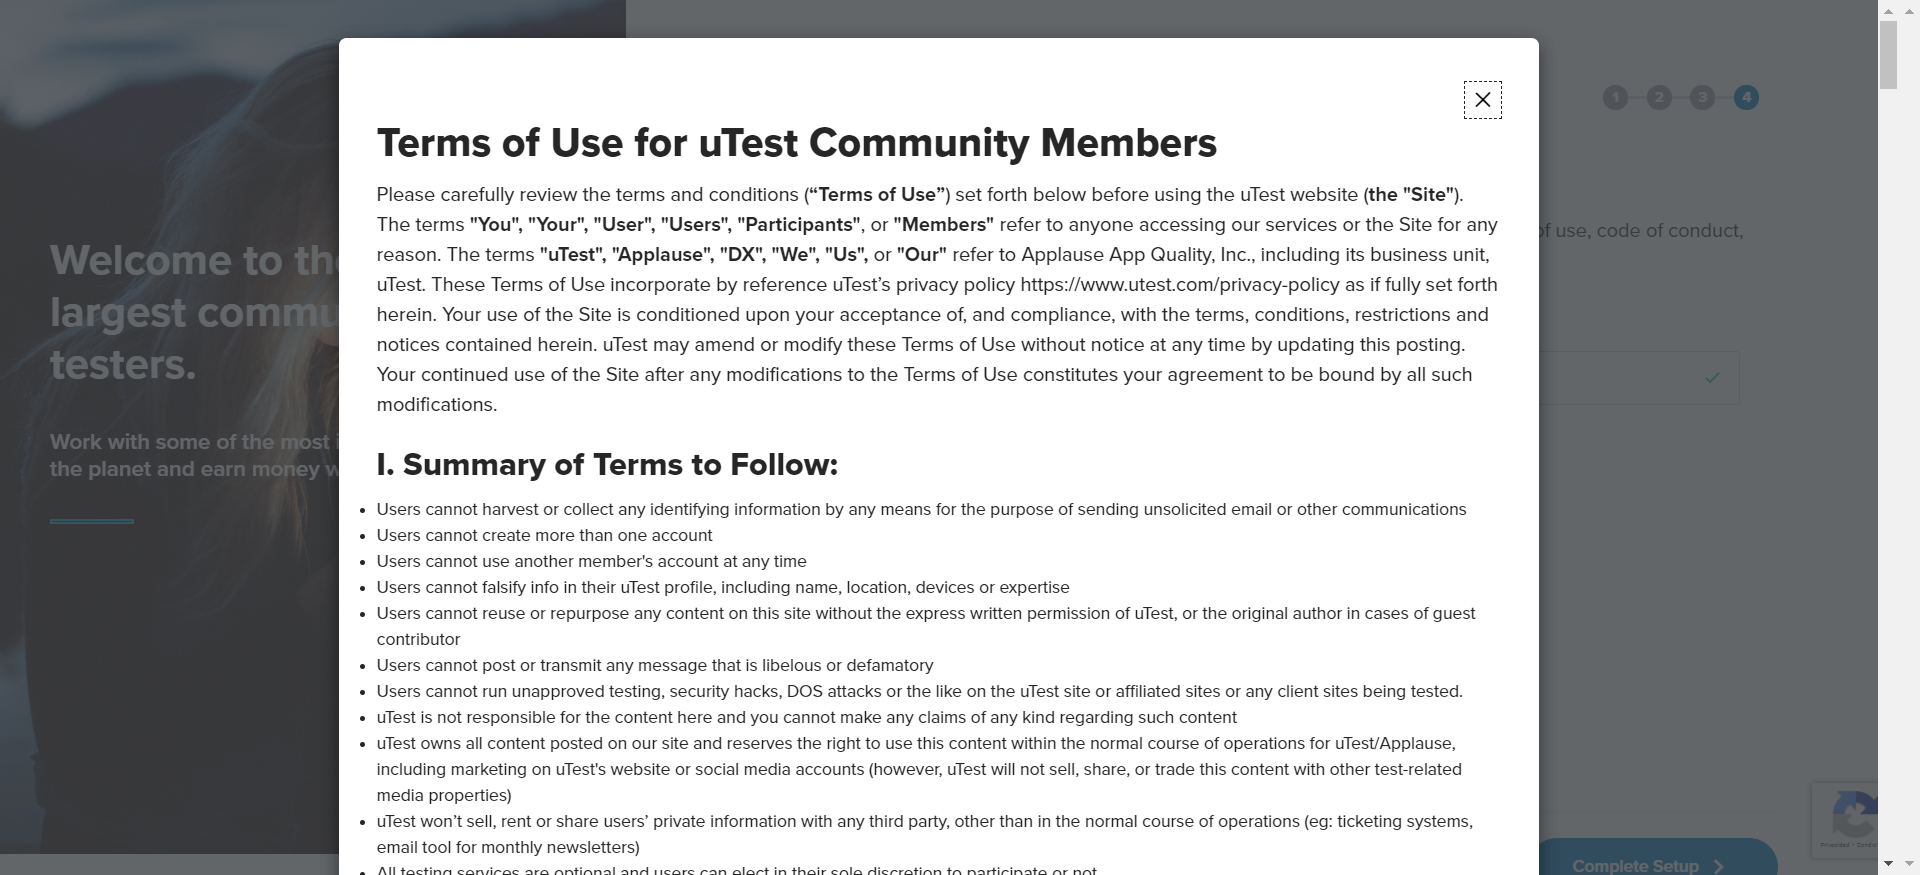 1 2 3 4
Terms of Use for uTest Community Members
Please carefully review the terms and conditions (“Terms of Use”) set forth below before using the uTest website (the "Site").
The terms "You", "Your", "User", "Users", "Participants", or "Members" refer to anyone accessing our services or the Site for any
reason. The terms "uTest", "Applause", "DX", "We", "Us", or "Our" refer to Applause App Quality, Inc., including its business unit,
uTest. These Terms of Use incorporate by reference uTest’s privacy policy https://www.utest.com/privacy-policy as if fully set forth
herein. Your use of the Site is conditioned upon your acceptance of, and compliance, with the terms, conditions, restrictions and
notices contained herein. uTest may amend or modify these Terms of Use without notice at any time by updating this posting.
Your continued use of the Site after any modifications to the Terms of Use constitutes your agreement to be bound by all such
modifications.
I. Summary of Terms to Follow:
• Users cannot harvest or collect any identifying information by any means for the purpose of sending unsolicited email or other communications
• Users cannot create more than one account
• Users cannot use another member's account at any time
• Users cannot falsify info in their uTest profile, including name, location, devices or expertise
• Users cannot reuse or repurpose any content on this site without the express written permission of uTest, or the original author in cases of guest
contributor
• Users cannot post or transmit any message that is libelous or defamatory
• Users cannot run unapproved testing, security hacks, DOS attacks or the like on the uTest site or affiliated sites or any client sites being tested.
• uTest is not responsible for the content here and you cannot make any claims of any kind regarding such content
• uTest owns all content posted on our site and reserves the right to use this content within the normal course of operations for uTest/Applause,
including marketing on uTest's website or social media accounts (however, uTest will not sell, share, or trade this content with other test-related
media properties)
• uTest won’t sell, rent or share users’ private information with any third party, other than in the normal course of operations (eg: ticketing systems,
email tool for monthly newsletters)
• All testing services are optional and users can elect in their sole discretion to participate or not
Welcome to the
largest commu
testers.
Work with some of the most i
the planet and earn money w
of use, code of conduct,
Complete Setup